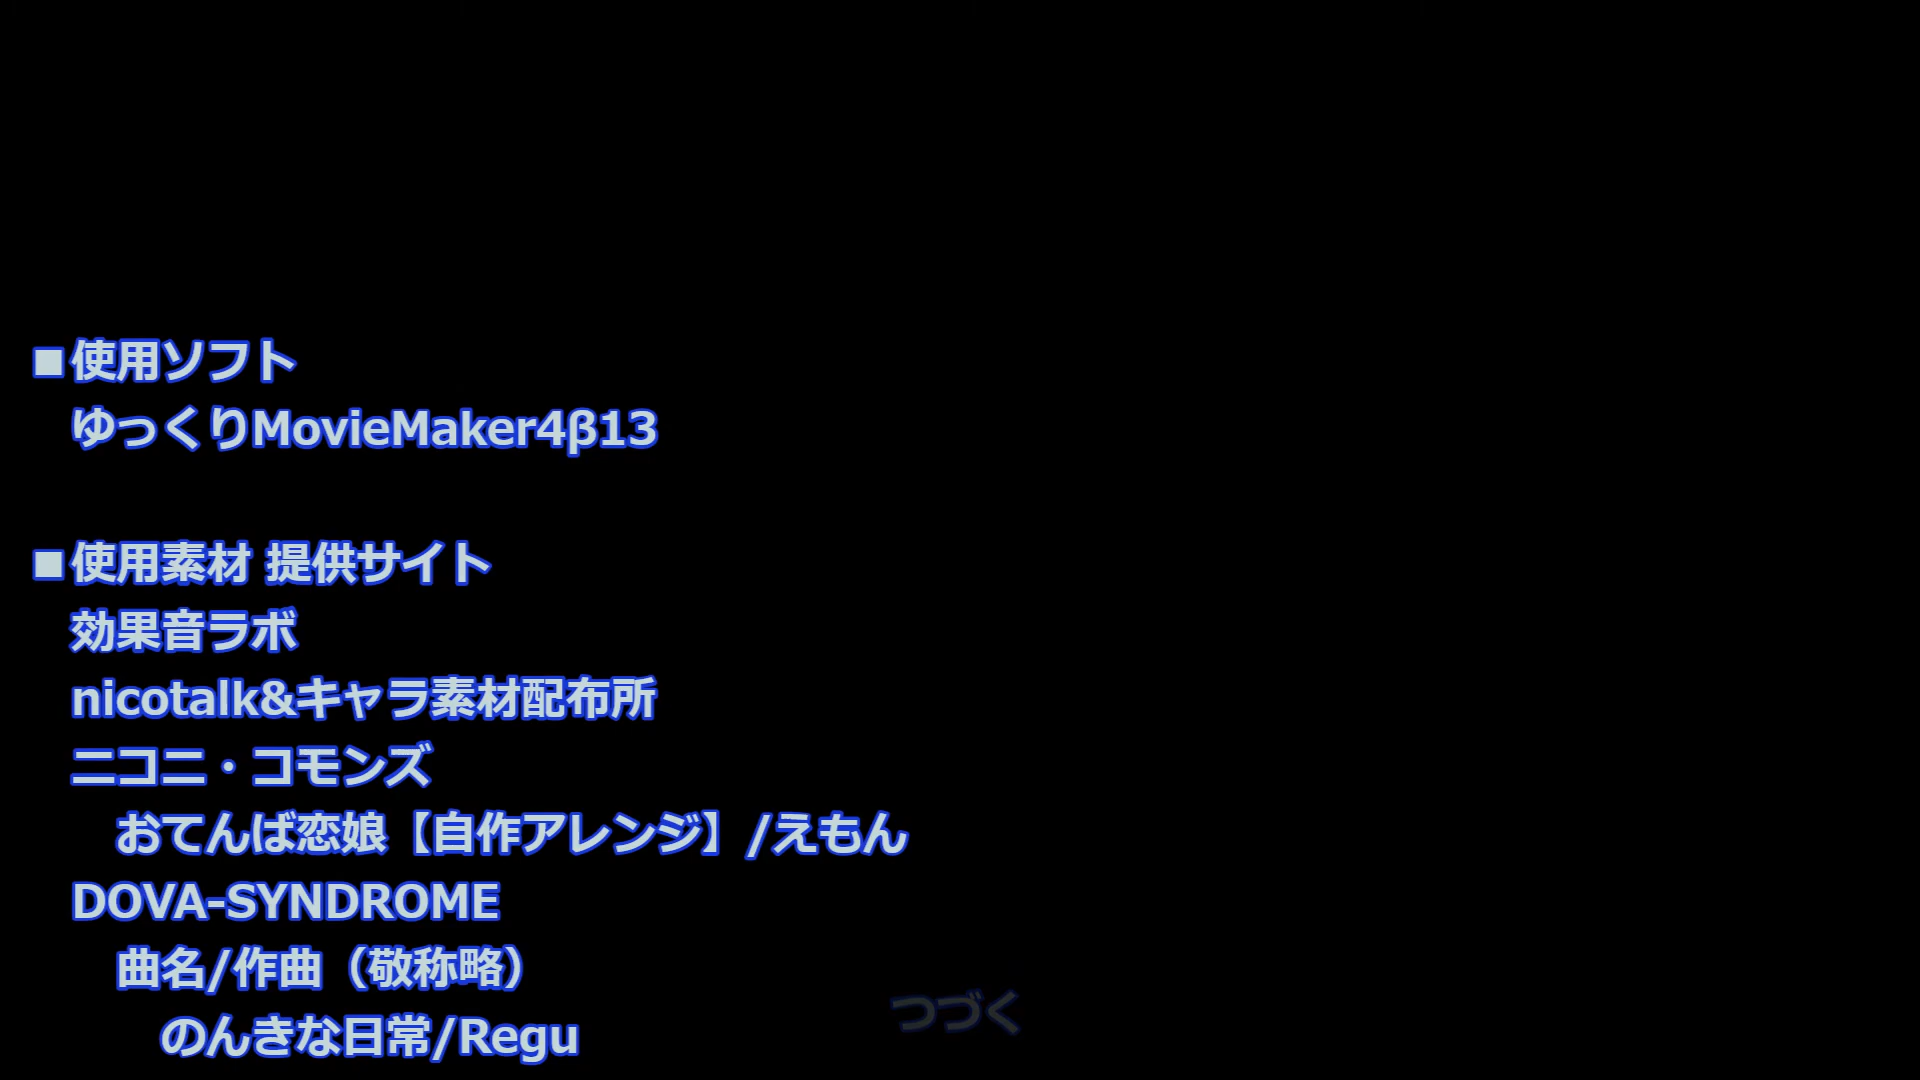 ■使用ソフト
ゆっくりMovieMaker4β13
■使用素材 提供サイト
効果音ラボ
nicotalk&キャラ素材配布所
ニコニ・コモンズ
おてんば恋娘【自作アレンジ】/えもん
DOVA-SYNDROME
曲名/作曲（敬称略）
のんきな日常/Regu
つづく